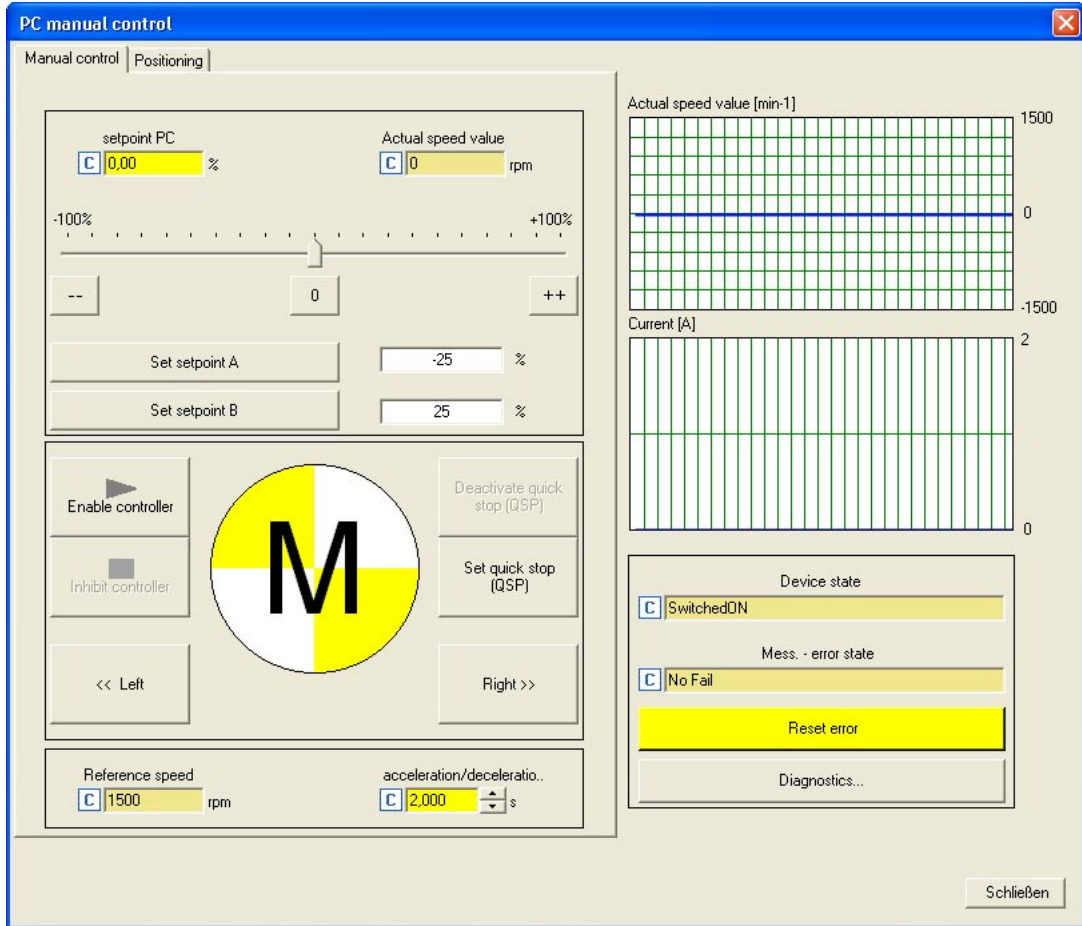 PC manual control
Manual control
Positioning
setpoint PC
C 0,00 %
Actual speed value
C 0 rpm
-100%
+100%
--
0
++
Set setpoint A
-25 %
Set setpoint B
25 %
Enable controller
Inhibit controller
M
Deactivate quick
stop (QSP)
Set quick stop
(QSP)
<< Left
Right >>
Reference speed
C 1500 rpm
acceleration/deceleratio..
C 2,000 s
Actual speed value [min-1]
1500
0
-1500
Current [A]
2
0
Device state
C SwitchedON
Mess. - error state
C No Fail
Reset error
Diagnostics...
Schließen